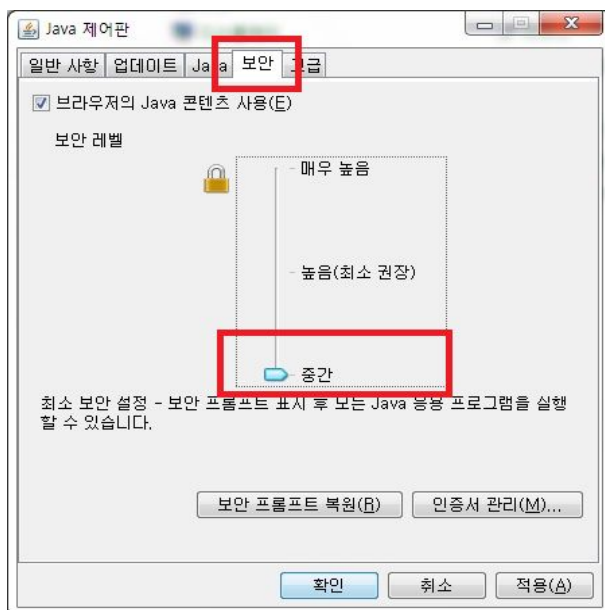 Java 제어판
일반 사항 업데이트 Java 보안 고급
브라우저의 Java 콘텐츠 사용(E)
보안 레벨
매우 높음
높음(최소 권장)
중간
최소 보안 설정 - 보안 프롬프트 표시 후 모든 Java 응용 프로그램을 실행
할 수 있습니다.
보안 프롬프트 복원(R) 인증서 관리(M)...
확인 취소 적용(A)